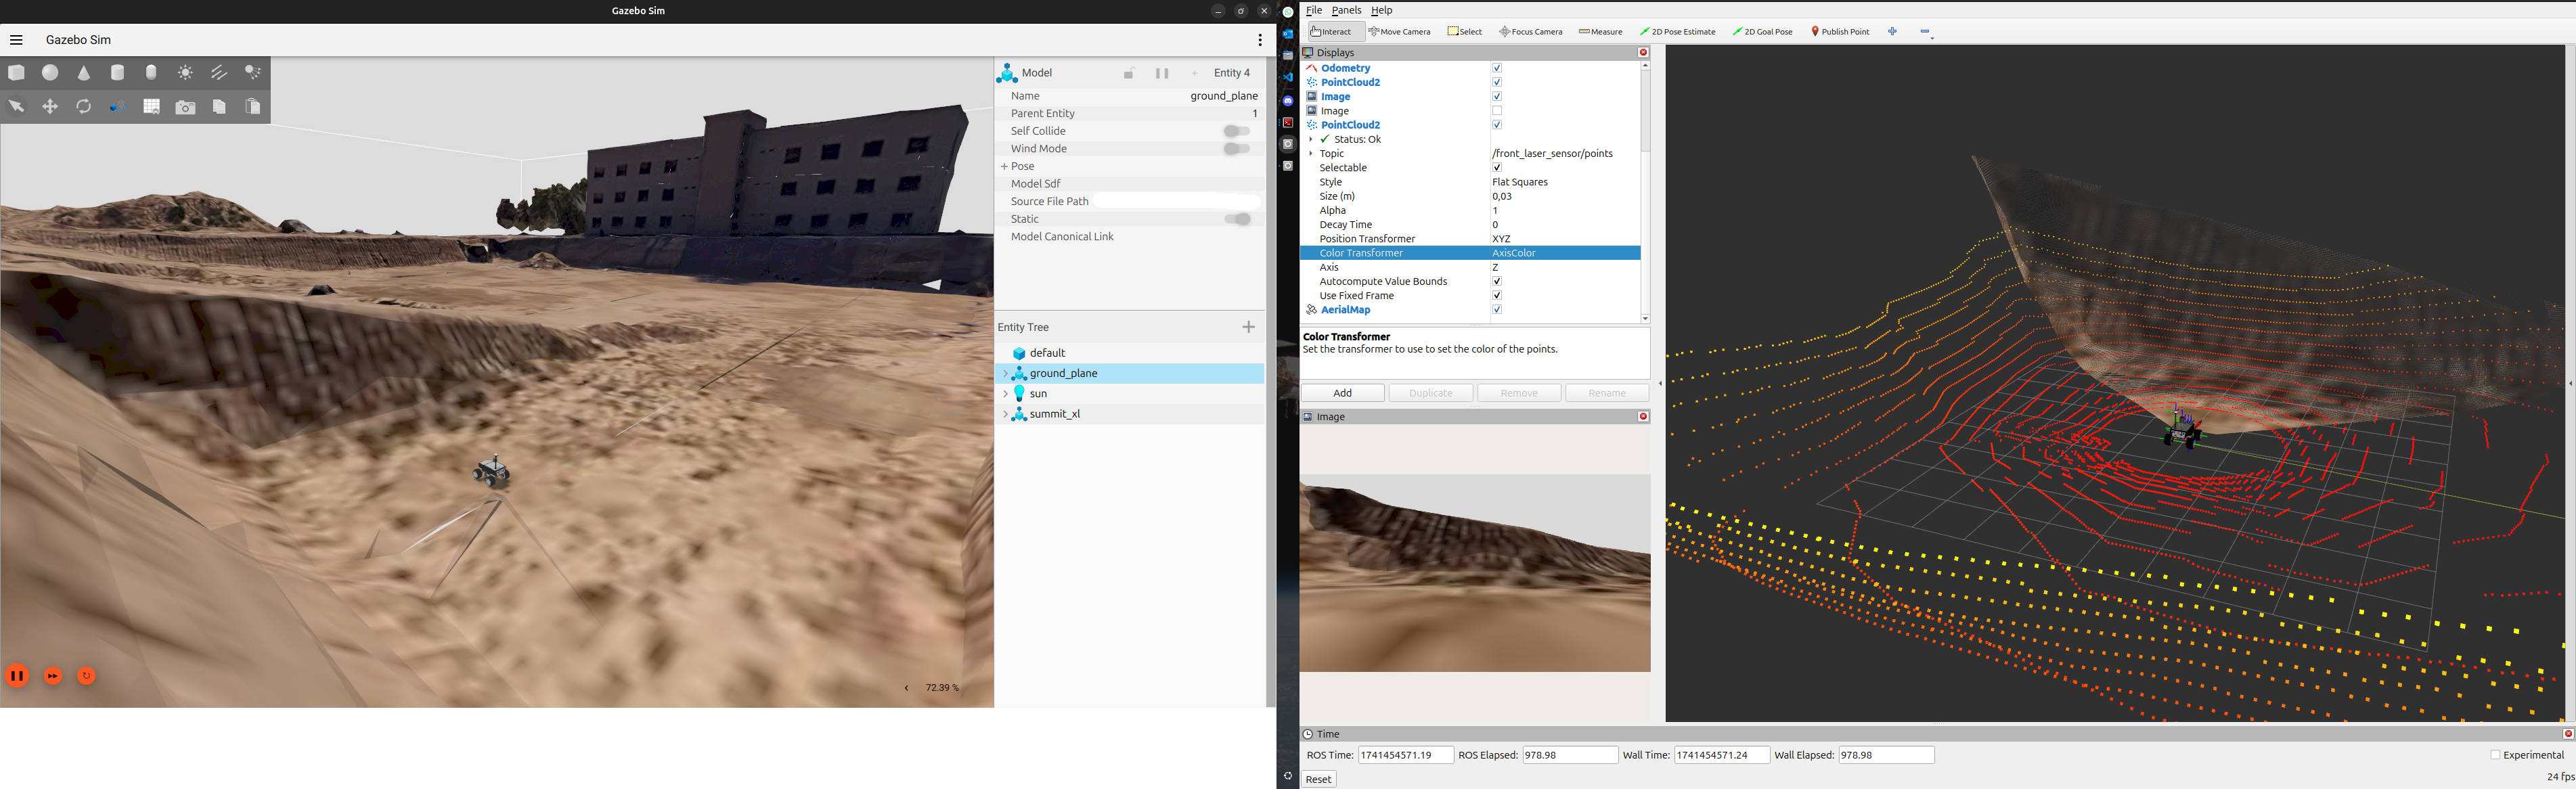 Gazebo Sim
Gazebo Sim
72.39 %
Model
Entity 4
Name
ground_plane
Parent Entity
1
Self Collide
Wind Mode
Pose
Model Sdf
Source File Path
Static
Model Canonical Link
Entity Tree
default
ground_plane
sun
summit_xl
File Panels Help
Interact Move Camera Select Focus Camera Measure 2D Pose Estimate 2D Goal Pose Publish Point
Displays
Odometry
PointCloud2
Image
Image
PointCloud2
Status: Ok
Topic /front_laser_sensor/points
Selectable
Style Flat Squares
Size (m) 0,03
Alpha 1
Decay Time 0
Position Transformer XYZ
Color Transformer AxisColor
Axis Z
Autocompute Value Bounds
Use Fixed Frame
AerialMap
Color Transformer
Set the transformer to use to set the color of the points.
Add Duplicate Remove Rename
Image
Time
ROS Time: 1741454571.19 ROS Elapsed: 978.98 Wall Time: 1741454571.24 Wall Elapsed: 978.98 Experimental
Reset 24 fps